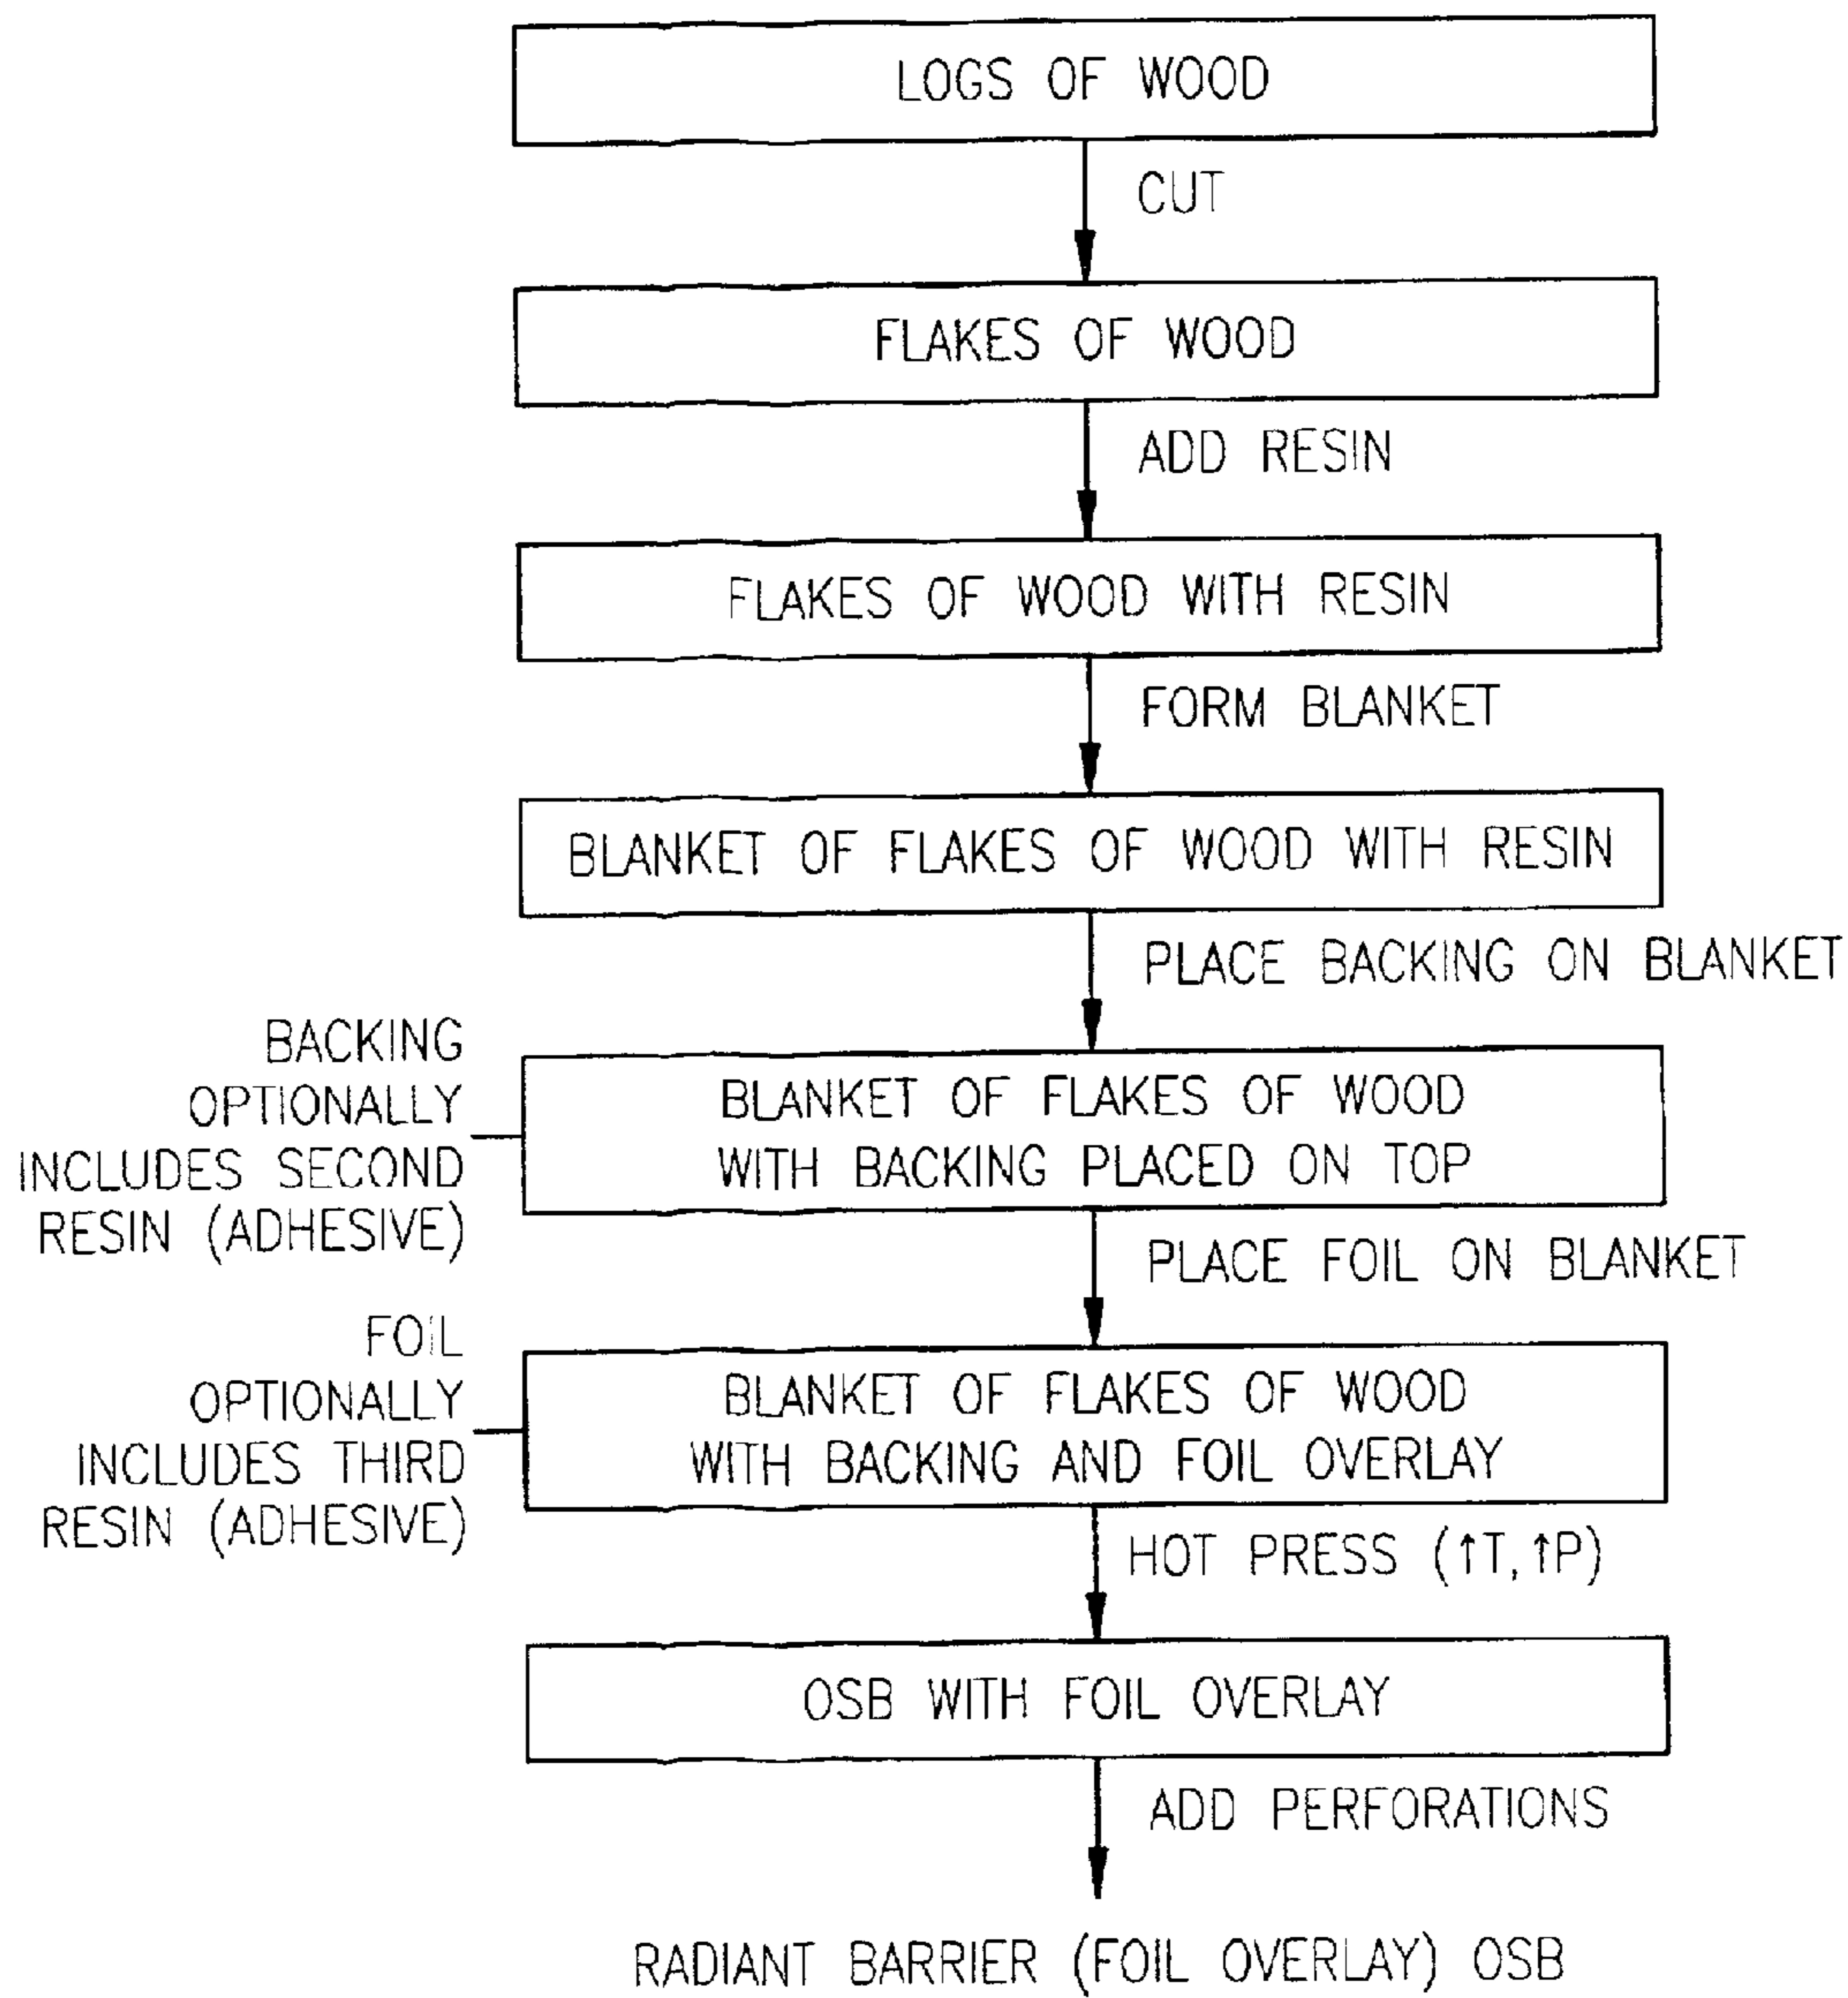 LOGS OF WOOD
CUT
FLAKES OF WOOD
ADD RESIN
FLAKES OF WOOD WITH RESIN
FORM BLANKET
BLANKET OF FLAKES OF WOOD WITH RESIN
PLACE BACKING ON BLANKET
BACKING
OPTIONALLY
INCLUDES SECOND
RESIN (ADHESIVE)
BLANKET OF FLAKES OF WOOD
WITH BACKING PLACED ON TOP
PLACE FOIL ON BLANKET
FOIL
OPTIONALLY
INCLUDES THIRD
RESIN (ADHESIVE)
BLANKET OF FLAKES OF WOOD
WITH BACKING AND FOIL OVERLAY
HOT PRESS (↑T, ↑P)
OSB WITH FOIL OVERLAY
ADD PERFORATIONS
RADIANT BARRIER (FOIL OVERLAY) OSB